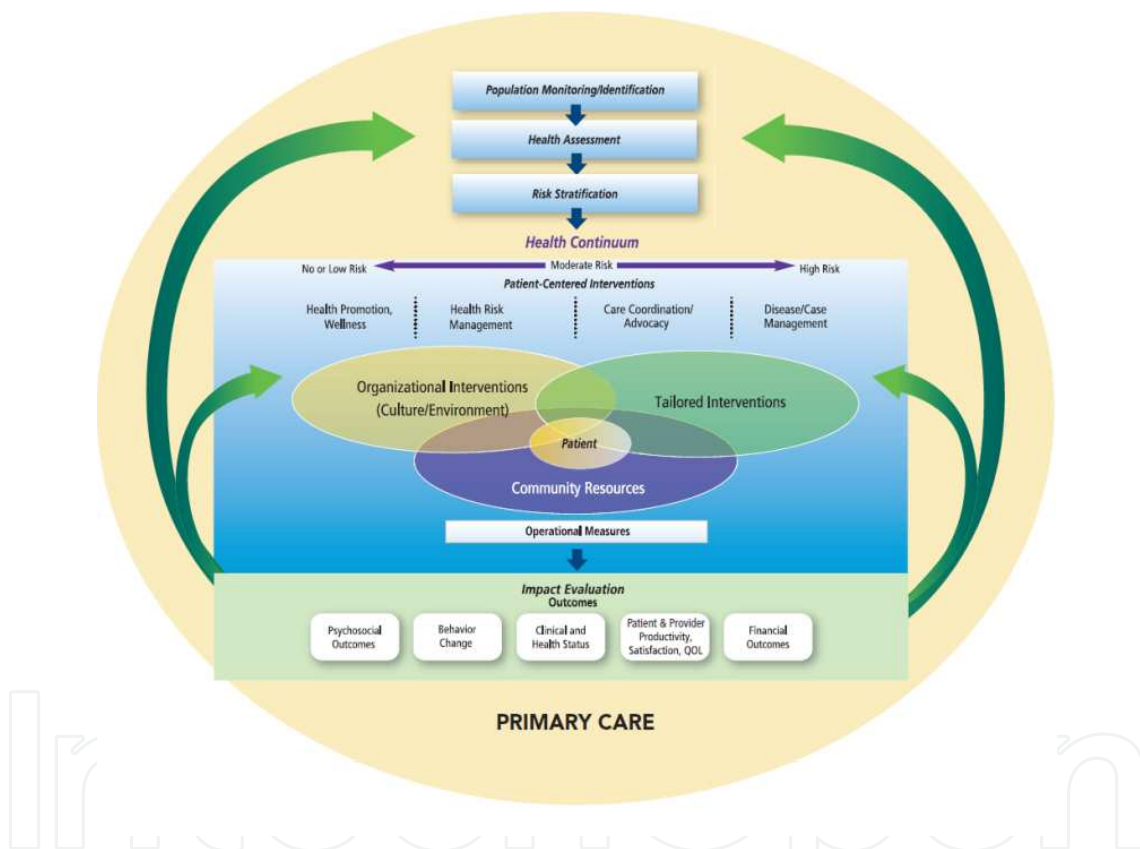 Population Monitoring/Identification
Health Assessment
Risk Stratification
Health Continuum
No or Low Risk
Moderate Risk
High Risk
Patient-Centered Interventions
Health Promotion,
Wellness
Health Risk
Management
Care Coordination/
Advocacy
Disease/Case
Management
Organizational Interventions
(Culture/Environment)
Tailored Interventions
Patient
Community Resources
Operational Measures
Impact Evaluation
Outcomes
Psychosocial
Outcomes
Behavior
Change
Clinical and
Health Status
Patient & Provider
Productivity,
Satisfaction, QOL
Financial
Outcomes
PRIMARY CARE